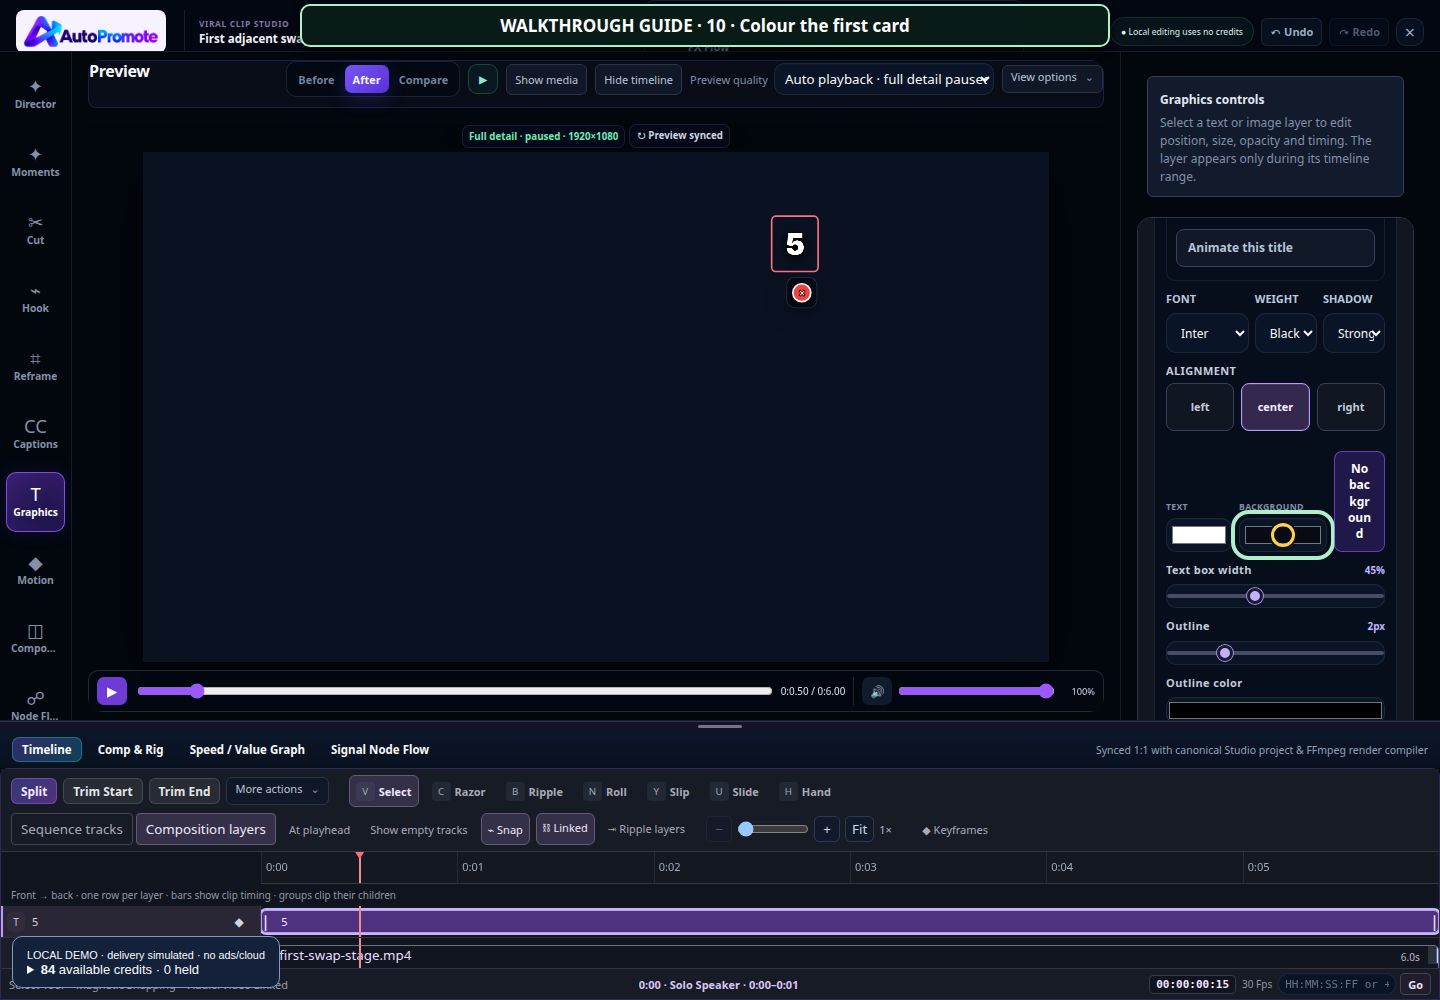 WALKTHROUGH GUIDE · 10 · Colour the first card
AutoPromote
VIRAL CLIP STUDIO
First adjacent swa
● Local editing uses no credits
↶ Undo
↷ Redo
✕
Director
Moments
Cut
Hook
Reframe
Captions
T
Graphics
Motion
Compo...
Node Fl...
Preview
Before
After
Compare
Show media
Hide timeline
Preview quality
Auto playback · full detail paused
View options
Full detail · paused · 1920×1080
↻ Preview synced
5
0:0.50 / 0:6.00
100%
Graphics controls
Select a text or image layer to edit
position, size, opacity and timing. The
layer appears only during its timeline
range.
Animate this title
FONT
WEIGHT
SHADOW
Inter
Black
Strong
ALIGNMENT
left
center
right
TEXT
BACKGROUND
No
bac
kgr
oun
d
Text box width
45%
Outline
2px
Outline color
Timeline
Comp & Rig
Speed / Value Graph
Signal Node Flow
Synced 1:1 with canonical Studio project & FFmpeg render compiler
Split
Trim Start
Trim End
More actions
V Select
C Razor
B Ripple
N Roll
Y Slip
U Slide
H Hand
Sequence tracks
Composition layers
At playhead
Show empty tracks
Snap
Linked
⇥ Ripple layers
−
+
Fit
1×
◆ Keyframes
0:00
0:01
0:02
0:03
0:04
0:05
Front → back · one row per layer · bars show clip timing · groups clip their children
T 5
◆
5
first-swap-stage.mp4
6.0s
LOCAL DEMO · delivery simulated · no ads/cloud
▶ 84 available credits · 0 held
0:00 · Solo Speaker · 0:00–0:01
00:00:00:15
30 Fps
HH:MM:SS:FF or +
Go